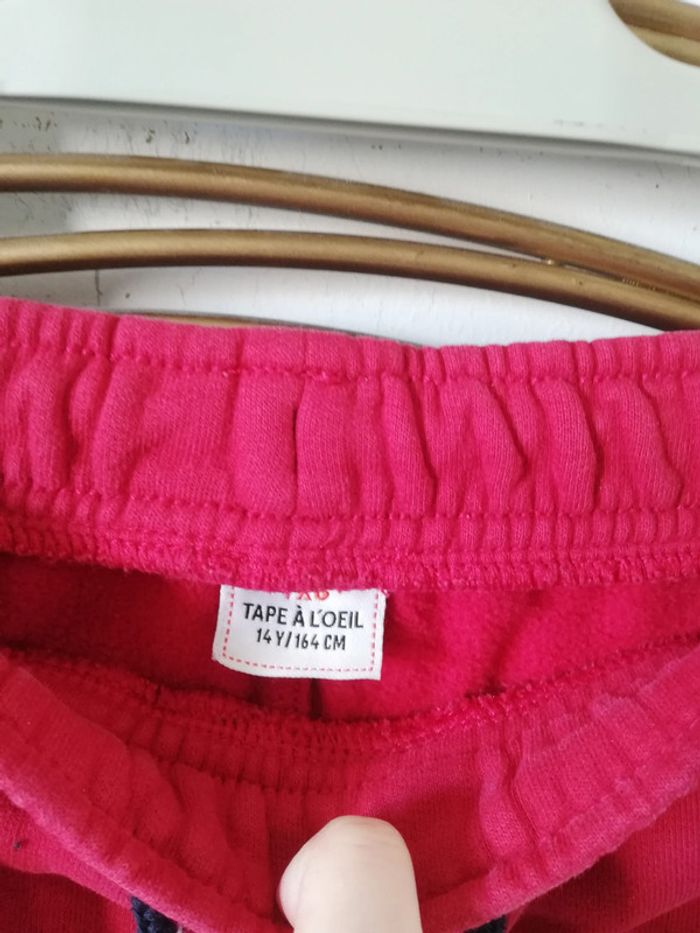 TAPE À L'OEIL
14 Y/164 CM